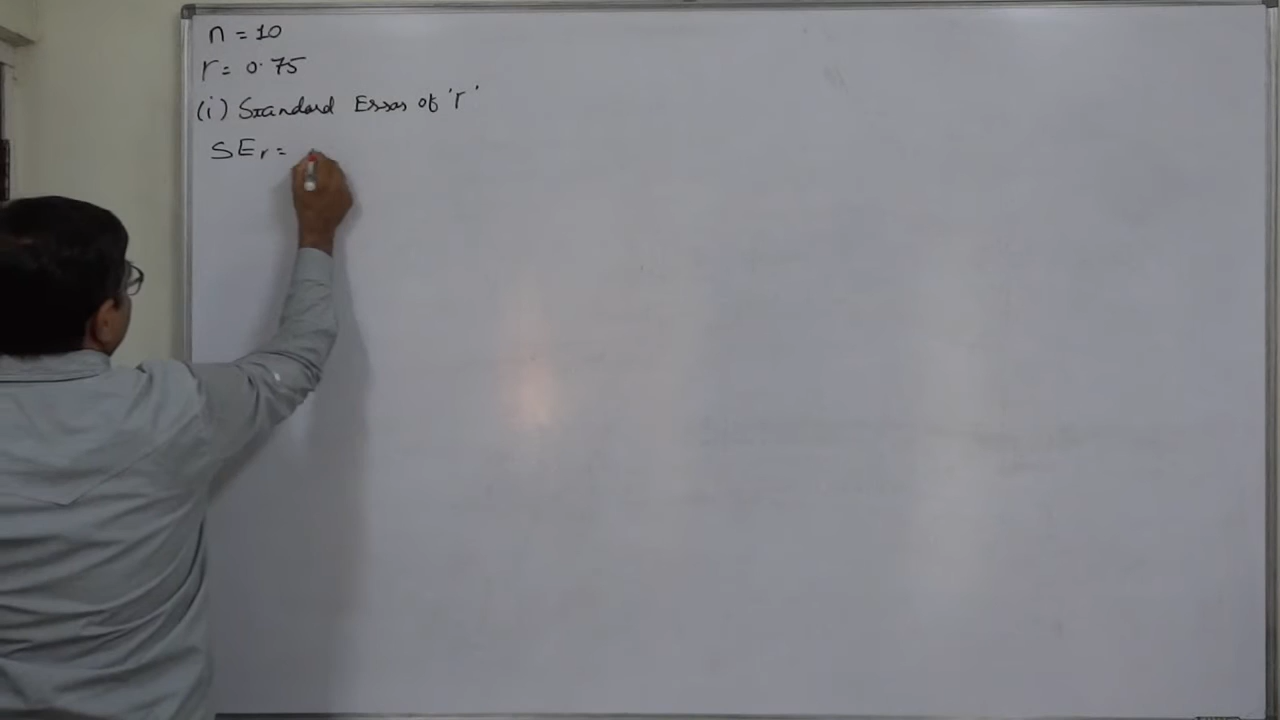 n = 10
r = 0.75
(i) Standard Error of 'r'
SEr =